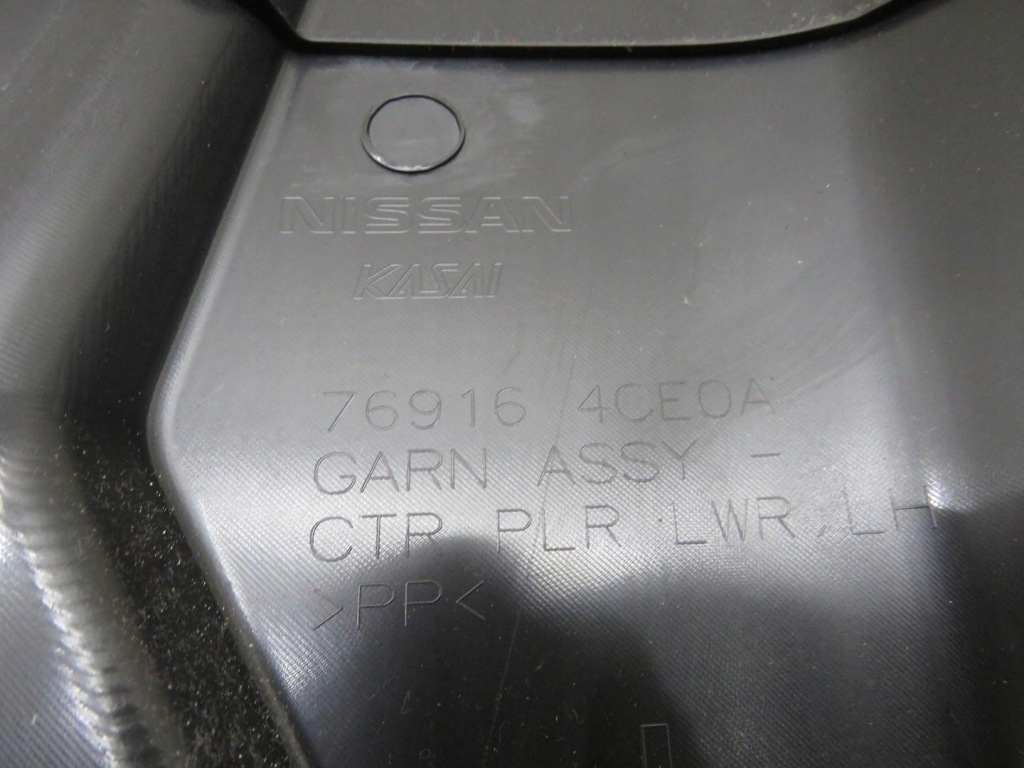 NISSAN
KASAI
76916 4CE0A
GARN ASSY -
CTR PLR LWR, LH
>PP<